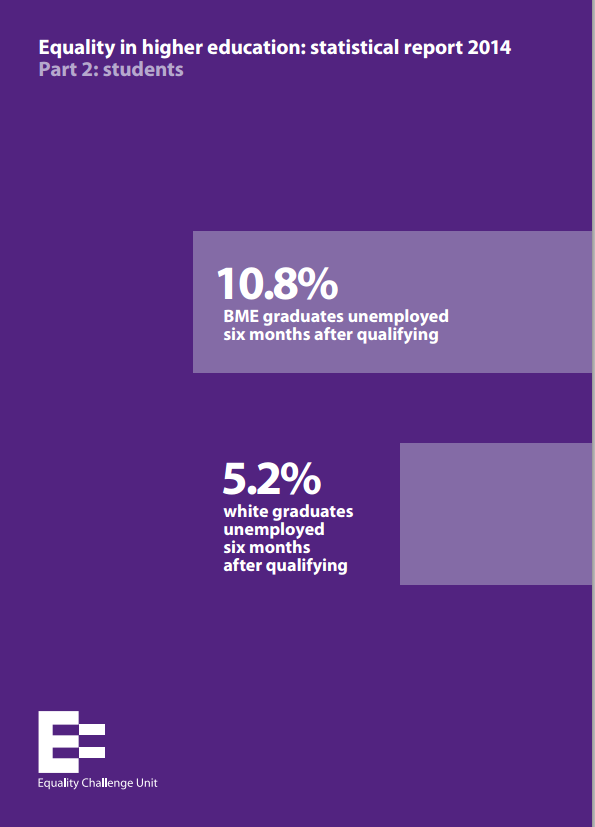 Equality in higher education: statistical report 2014
Part 2: students
10.8%
BME graduates unemployed
six months after qualifying
5.2%
white graduates
unemployed
six months
after qualifying
Equality Challenge Unit